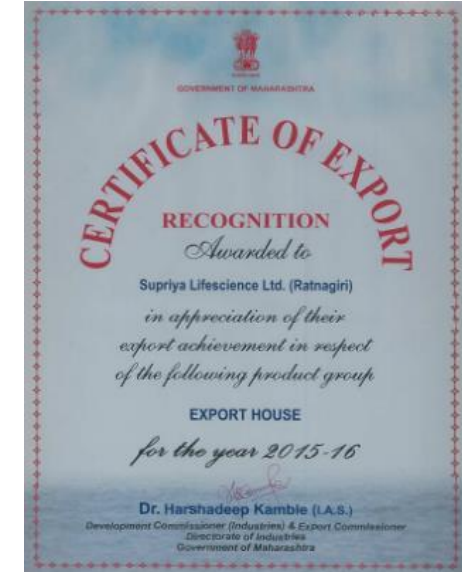 GOVERNMENT OF MAHARASHTRA
CERTIFICATE OF EXPORT
RECOGNITION
Awarded to
Supriya Lifescience Ltd. (Ratnagiri)
in appreciation of their
export achievement in respect
of the following product group
EXPORT HOUSE
for the year 2015-16
Dr. Harshadeep Kamble (I.A.S.)
Development Commissioner (Industries) & Export Commissioner
Directorate of Industries
Government of Maharashtra